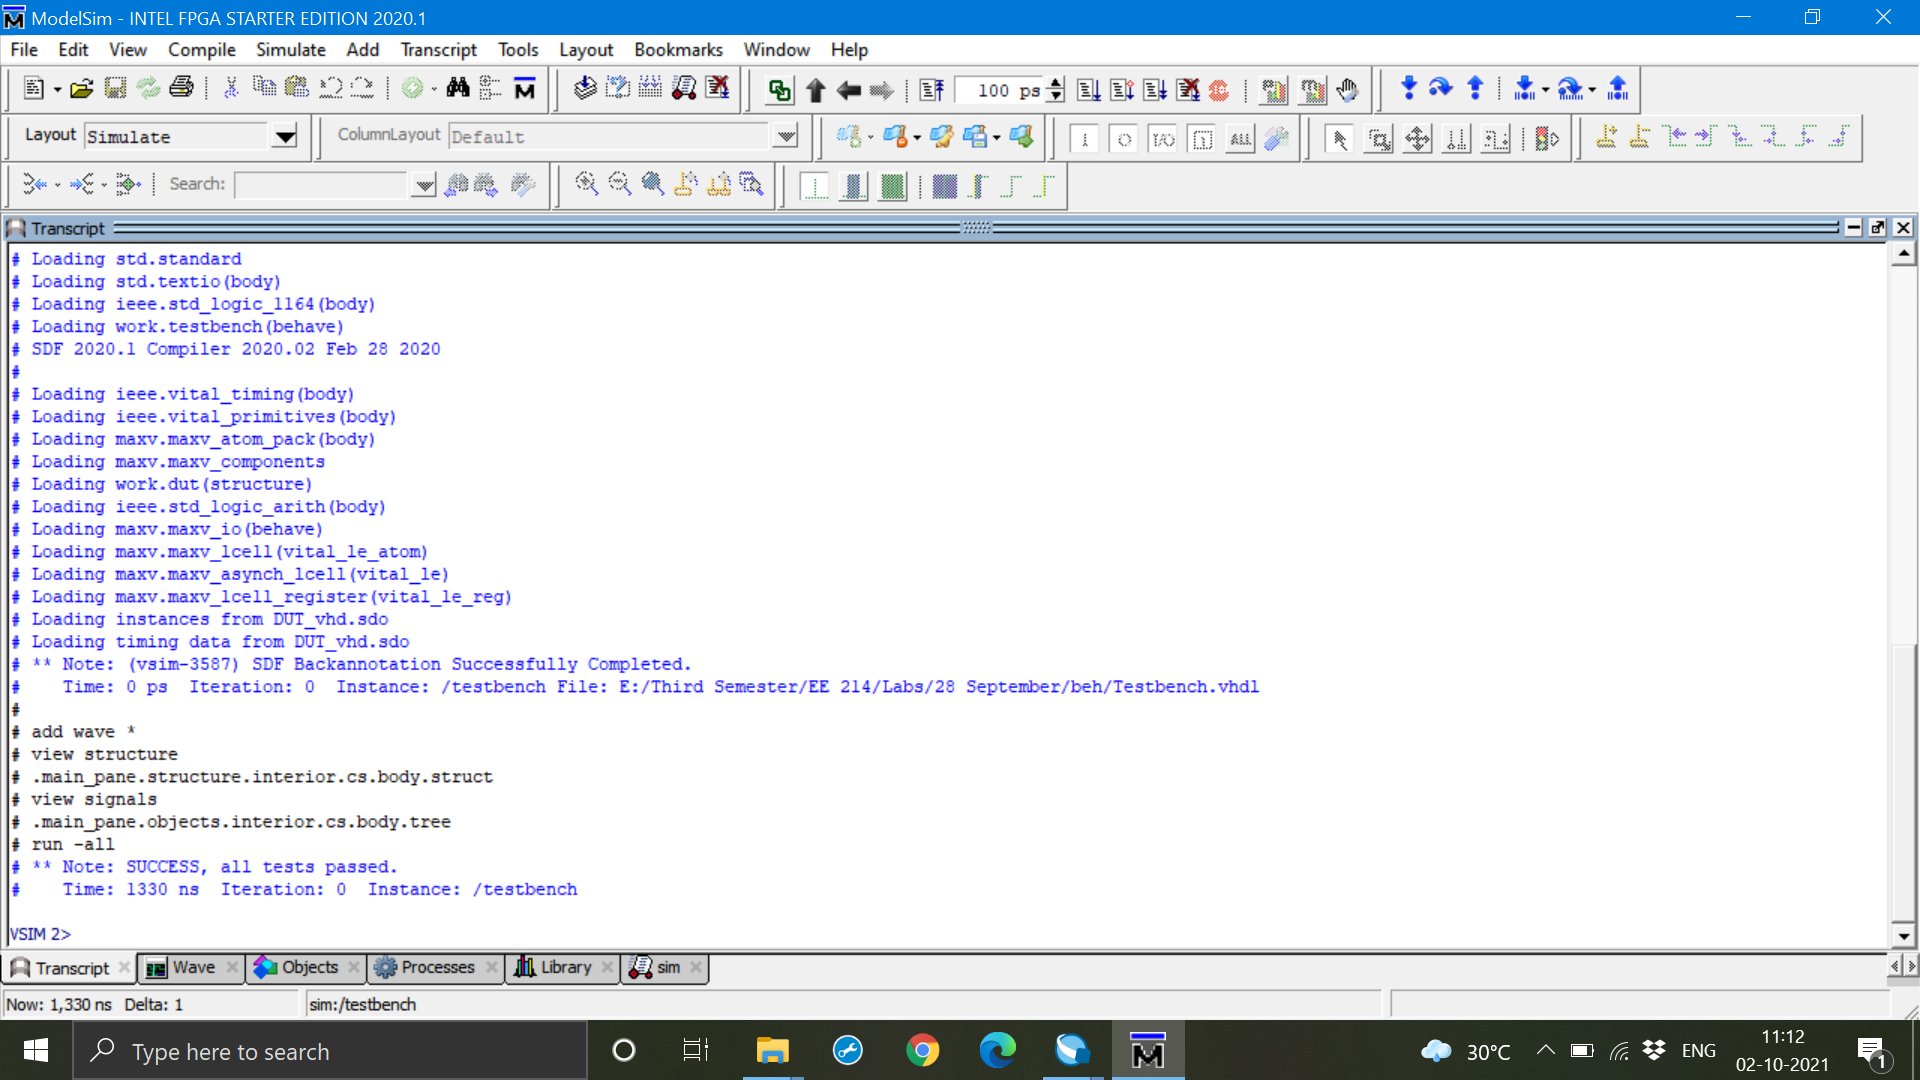 ModelSim - INTEL FPGA STARTER EDITION 2020.1
File Edit View Compile Simulate Add Transcript Tools Layout Bookmarks Window Help
100 ps
Layout Simulate ColumnLayout Default ALL
Search:
Transcript
# Loading std.standard
# Loading std.textio(body)
# Loading ieee.std_logic_1164(body)
# Loading work.testbench(behave)
# SDF 2020.1 Compiler 2020.02 Feb 28 2020
#
# Loading ieee.vital_timing(body)
# Loading ieee.vital_primitives(body)
# Loading maxv.maxv_atom_pack(body)
# Loading maxv.maxv_components
# Loading work.dut(structure)
# Loading ieee.std_logic_arith(body)
# Loading maxv.maxv_io(behave)
# Loading maxv.maxv_lcell(vital_le_atom)
# Loading maxv.maxv_asynch_lcell(vital_le)
# Loading maxv.maxv_lcell_register(vital_le_reg)
# Loading instances from DUT_vhd.sdo
# Loading timing data from DUT_vhd.sdo
# ** Note: (vsim-3587) SDF Backannotation Successfully Completed.
#    Time: 0 ps  Iteration: 0  Instance: /testbench File: E:/Third Semester/EE 214/Labs/28 September/beh/Testbench.vhdl
#
# add wave *
# view structure
# .main_pane.structure.interior.cs.body.struct
# view signals
# .main_pane.objects.interior.cs.body.tree
# run -all
# ** Note: SUCCESS, all tests passed.
#    Time: 1330 ns  Iteration: 0  Instance: /testbench
VSIM 2>
Transcript Wave Objects Processes Library sim
Now: 1,330 ns Delta: 1 sim:/testbench
Type here to search 30°C ENG 11:12
02-10-2021 1